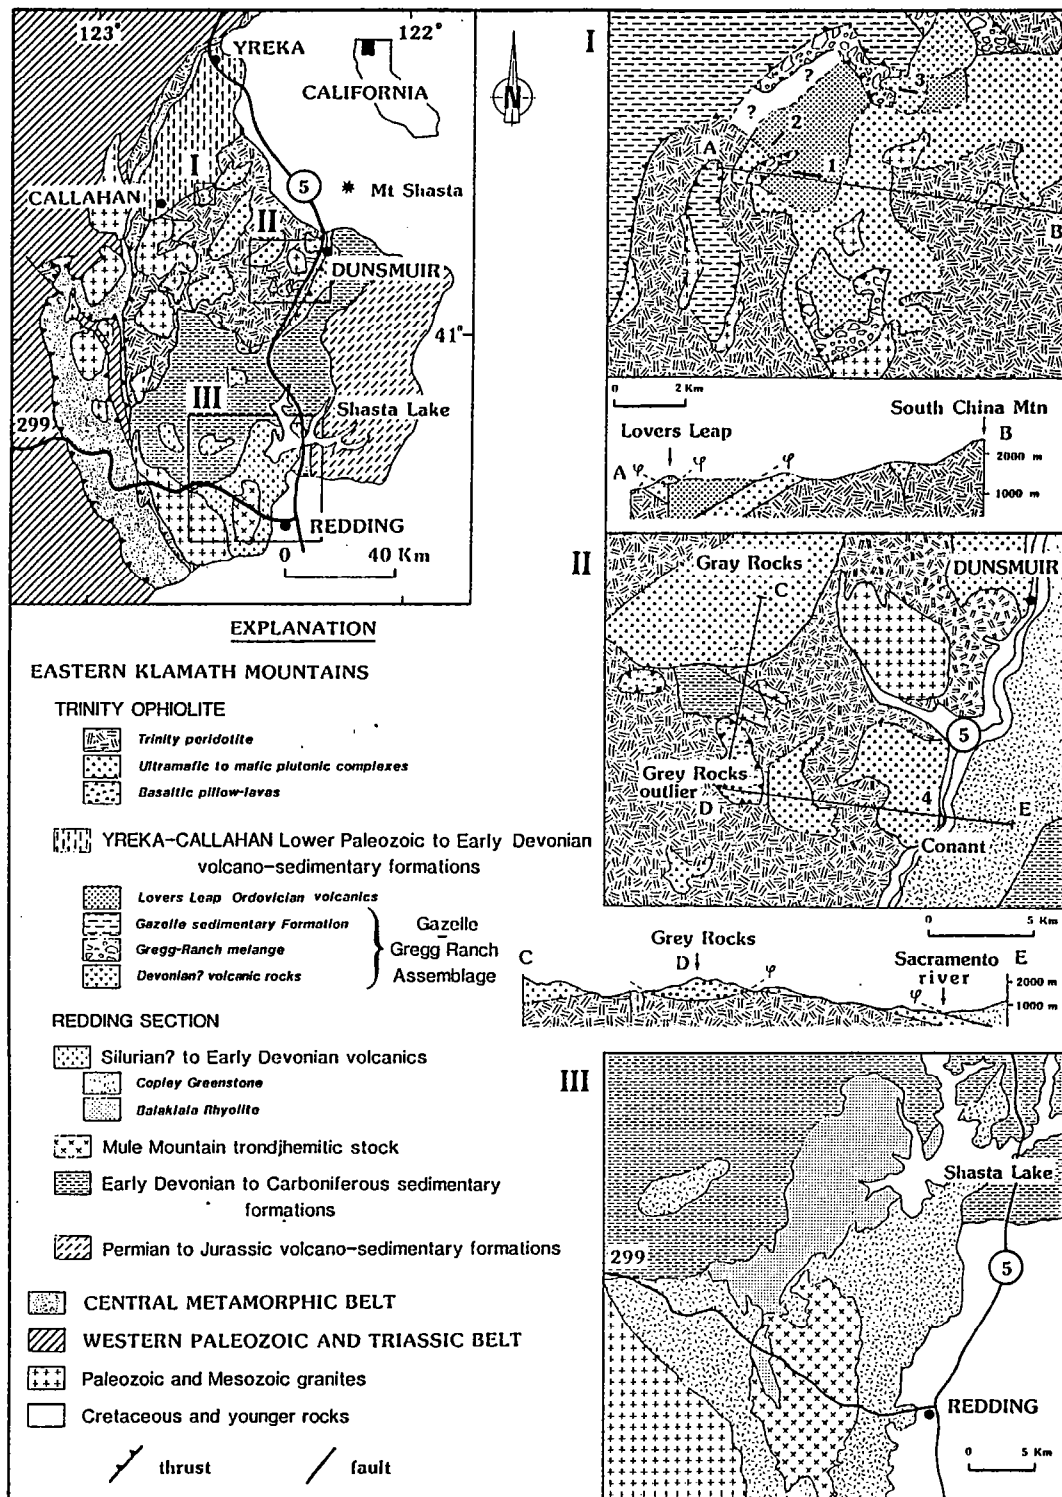 123°
122°
YREKA
CALIFORNIA
N
I
CALLAHAN
5
Mt Shasta
II
DUNSMUIR
41°
III
Shasta Lake
299
REDDING
0 40 Km
EXPLANATION
EASTERN KLAMATH MOUNTAINS
TRINITY OPHIOLITE
Trinity peridotite
Ultramafic to mafic plutonic complexes
Basaltic pillow-lavas
YREKA-CALLAHAN Lower Paleozoic to Early Devonian
volcano-sedimentary formations
Lovers Leap Ordovician volcanics
Gazelle sedimentary Formation
Gregg-Ranch melange
Devonian? volcanic rocks
Gazelle
-
Gregg Ranch
Assemblage
REDDING SECTION
Silurian? to Early Devonian volcanics
Copley Greenstone
Balaklala Rhyolite
Mule Mountain trondjhemitic stock
Early Devonian to Carboniferous sedimentary
formations
Permian to Jurassic volcano-sedimentary formations
CENTRAL METAMORPHIC BELT
WESTERN PALEOZOIC AND TRIASSIC BELT
Paleozoic and Mesozoic granites
Cretaceous and younger rocks
thrust
fault
I
?
?
3
2
A
1
B
0 2 Km
South China Mtn
Lovers Leap
B
A
φ
φ
φ
2000 m
1000 m
II
Gray Rocks
DUNSMUIR
C
5
Grey Rocks
outlier
D
4
E
Conant
0 5 Km
Grey Rocks
C
D
φ
Sacramento
river
φ
E
2000 m
1000 m
III
Shasta Lake
299
5
REDDING
0 5 Km